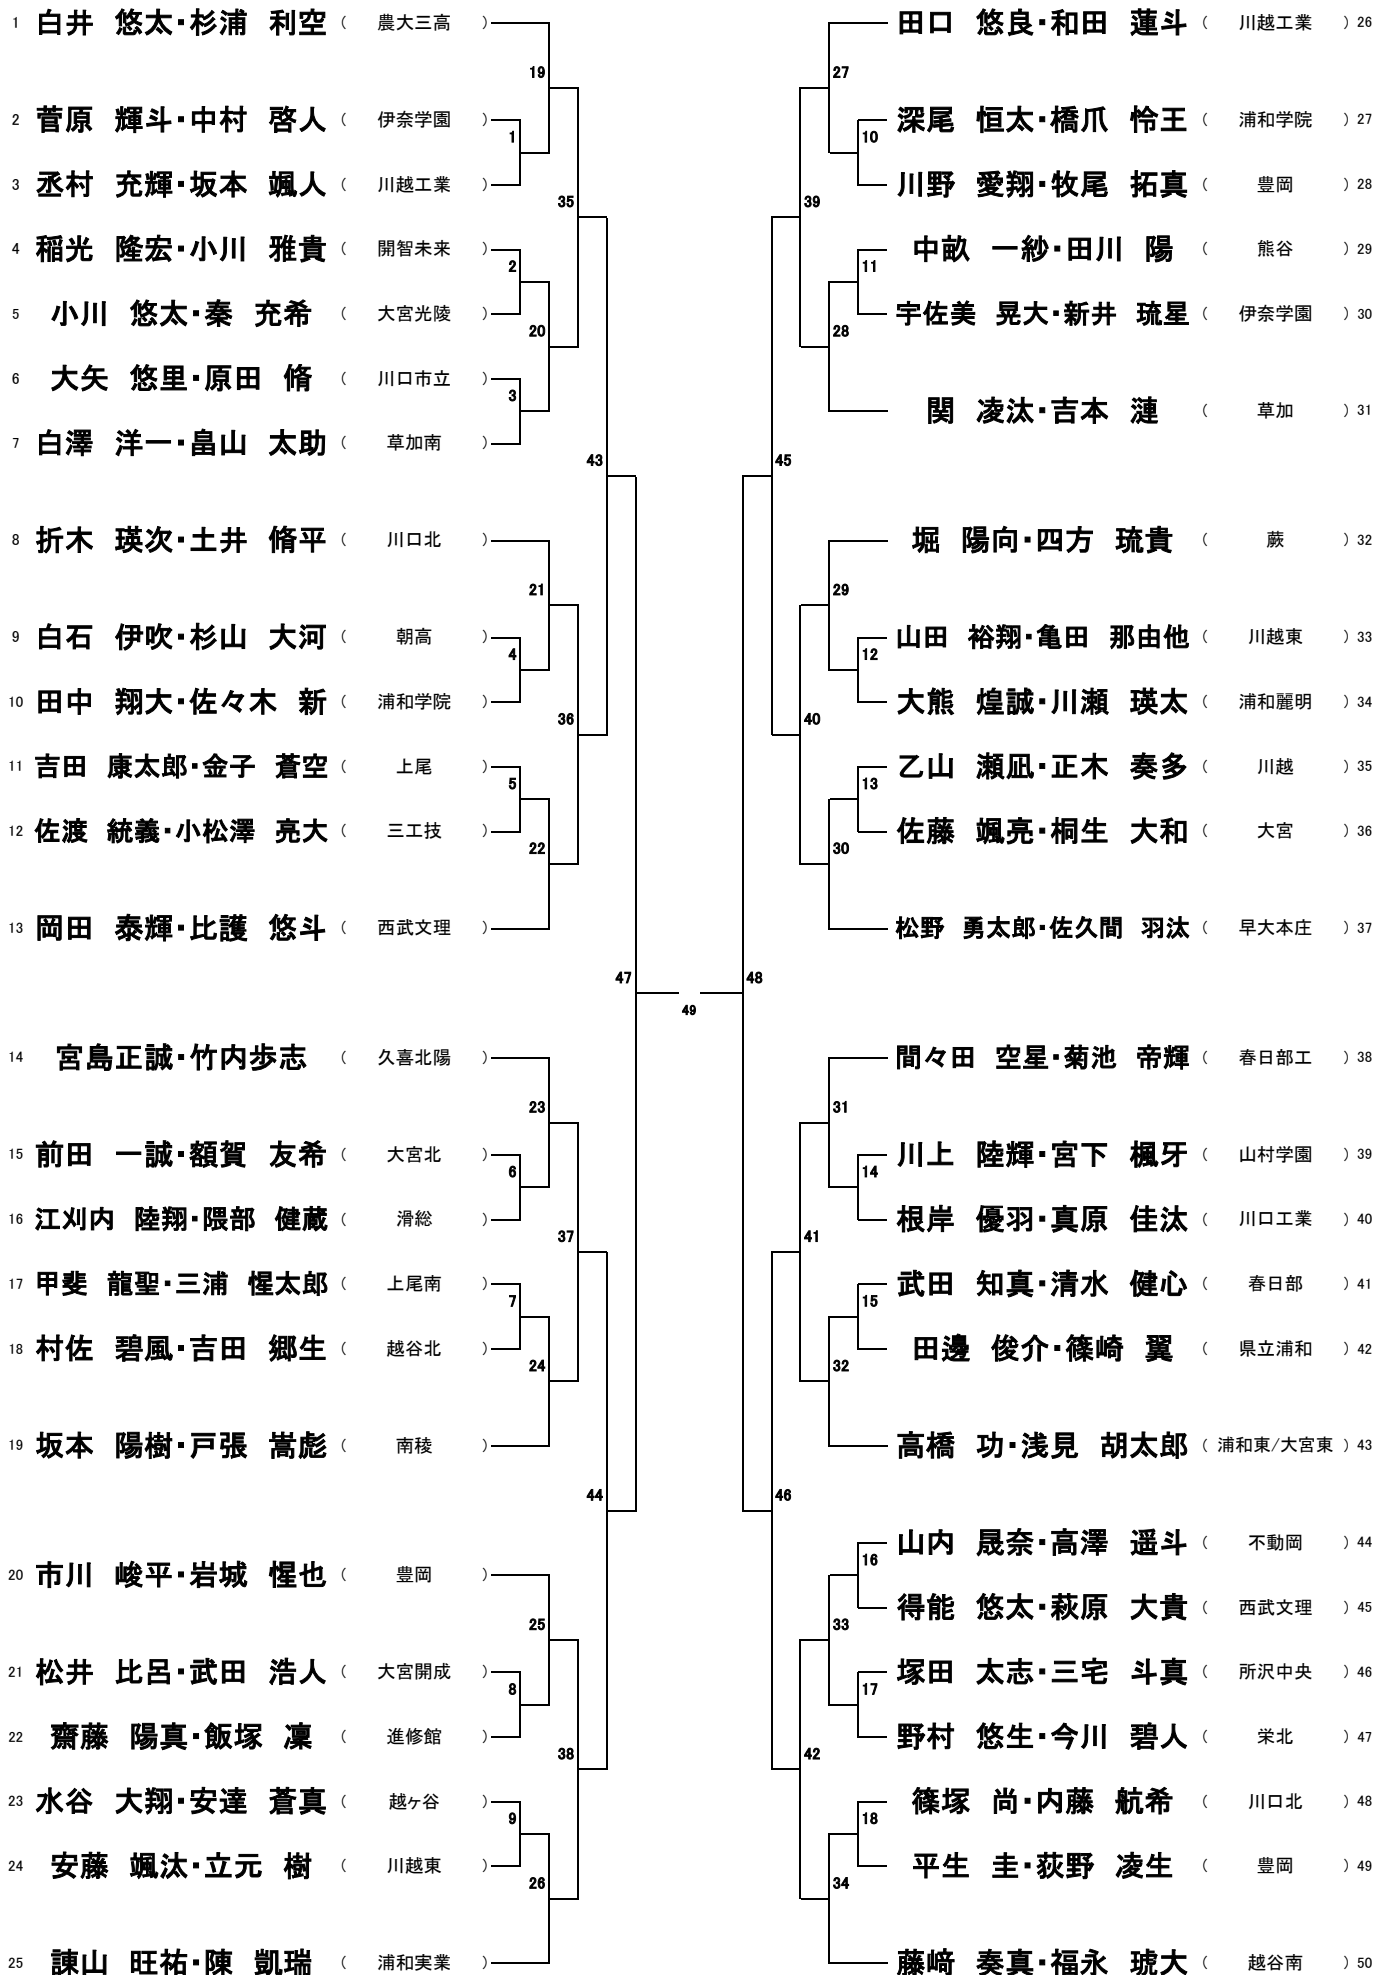 1 白井 悠太・杉浦 利空 （ 農大三高 ）
19
2 菅原 輝斗・中村 啓人 （ 伊奈学園 ）
1
3 丞村 充輝・坂本 颯人 （ 川越工業 ）
35
4 稲光 隆宏・小川 雅貴 （ 開智未来 ）
2
5 小川 悠太・秦 充希 （ 大宮光陵 ）
20
6 大矢 悠里・原田 脩 （ 川口市立 ）
3
7 白澤 洋一・畠山 太助 （ 草加南 ）
43
8 折木 瑛次・土井 脩平 （ 川口北 ）
21
9 白石 伊吹・杉山 大河 （ 朝高 ）
4
10 田中 翔大・佐々木 新 （ 浦和学院 ）
36
11 吉田 康太郎・金子 蒼空 （ 上尾 ）
5
12 佐渡 統義・小松澤 亮大 （ 三工技 ）
22
13 岡田 泰輝・比護 悠斗 （ 西武文理 ）
47
14 宮島正誠・竹内歩志 （ 久喜北陽 ）
23
15 前田 一誠・額賀 友希 （ 大宮北 ）
6
16 江刈内 陸翔・隈部 健蔵 （ 滑総 ）
37
17 甲斐 龍聖・三浦 惺太郎 （ 上尾南 ）
7
18 村佐 碧風・吉田 郷生 （ 越谷北 ）
24
19 坂本 陽樹・戸張 嵩彪 （ 南稜 ）
44
20 市川 峻平・岩城 惺也 （ 豊岡 ）
25
21 松井 比呂・武田 浩人 （ 大宮開成 ）
8
22 齋藤 陽真・飯塚 凜 （ 進修館 ）
38
23 水谷 大翔・安達 蒼真 （ 越ヶ谷 ）
9
24 安藤 颯汰・立元 樹 （ 川越東 ）
26
25 諌山 旺祐・陳 凱瑞 （ 浦和実業 ）
49
田口 悠良・和田 蓮斗 （ 川越工業 ） 26
27
深尾 恒太・橋爪 怜王 （ 浦和学院 ） 27
10
川野 愛翔・牧尾 拓真 （ 豊岡 ） 28
39
中畝 一紗・田川 陽 （ 熊谷 ） 29
11
宇佐美 晃大・新井 琉星 （ 伊奈学園 ） 30
28
関 凌汰・吉本 漣 （ 草加 ） 31
45
堀 陽向・四方 琉貴 （ 蕨 ） 32
29
山田 裕翔・亀田 那由他 （ 川越東 ） 33
12
大熊 煌誠・川瀬 瑛太 （ 浦和麗明 ） 34
40
乙山 瀬凪・正木 奏多 （ 川越 ） 35
13
佐藤 颯亮・桐生 大和 （ 大宮 ） 36
30
松野 勇太郎・佐久間 羽汰 （ 早大本庄 ） 37
48
間々田 空星・菊池 帝輝 （ 春日部工 ） 38
31
川上 陸輝・宮下 楓牙 （ 山村学園 ） 39
14
根岸 優羽・真原 佳汰 （ 川口工業 ） 40
41
武田 知真・清水 健心 （ 春日部 ） 41
15
田邊 俊介・篠崎 翼 （ 県立浦和 ） 42
32
高橋 功・浅見 胡太郎 （ 浦和東/大宮東 ） 43
46
山内 晟奈・高澤 遥斗 （ 不動岡 ） 44
16
得能 悠太・萩原 大貴 （ 西武文理 ） 45
33
塚田 太志・三宅 斗真 （ 所沢中央 ） 46
17
野村 悠生・今川 碧人 （ 栄北 ） 47
42
篠塚 尚・内藤 航希 （ 川口北 ） 48
18
平生 圭・荻野 凌生 （ 豊岡 ） 49
34
藤﨑 奏真・福永 琥大 （ 越谷南 ） 50